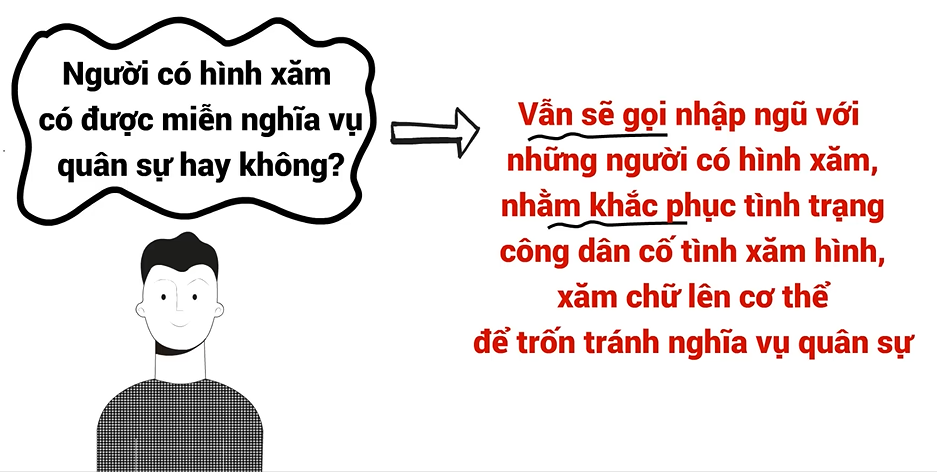 Người có hình xăm
có được miễn nghĩa vụ
quân sự hay không?
Vẫn sẽ gọi nhập ngũ với
những người có hình xăm,
nhằm khắc phục tình trạng
công dân cố tình xăm hình,
xăm chữ lên cơ thể
để trốn tránh nghĩa vụ quân sự